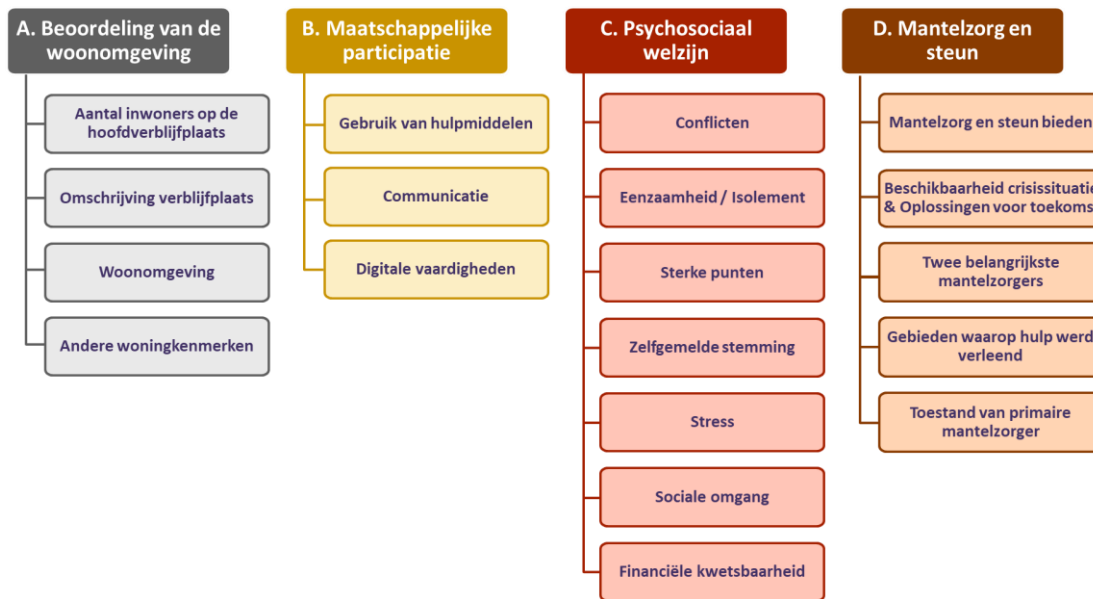 A. Beoordeling van de
woonomgeving
Aantal inwoners op de
hoofdverblijfplaats
Omschrijving verblijfplaats
Woonomgeving
Andere woningkenmerken
B. Maatschappelijke
participatie
Gebruik van hulpmiddelen
Communicatie
Digitale vaardigheden
C. Psychosociaal
welzijn
Conflicten
Eenzaamheid / Isolement
Sterke punten
Zelfgemelde stemming
Stress
Sociale omgang
Financiële kwetsbaarheid
D. Mantelzorg en
steun
Mantelzorg en steun bieden
Beschikbaarheid crisissituatie
& Oplossingen voor toekoms
Twee belangrijkste
mantelzorgers
Gebieden waarop hulp werd
verleend
Toestand van primaire
mantelzorger